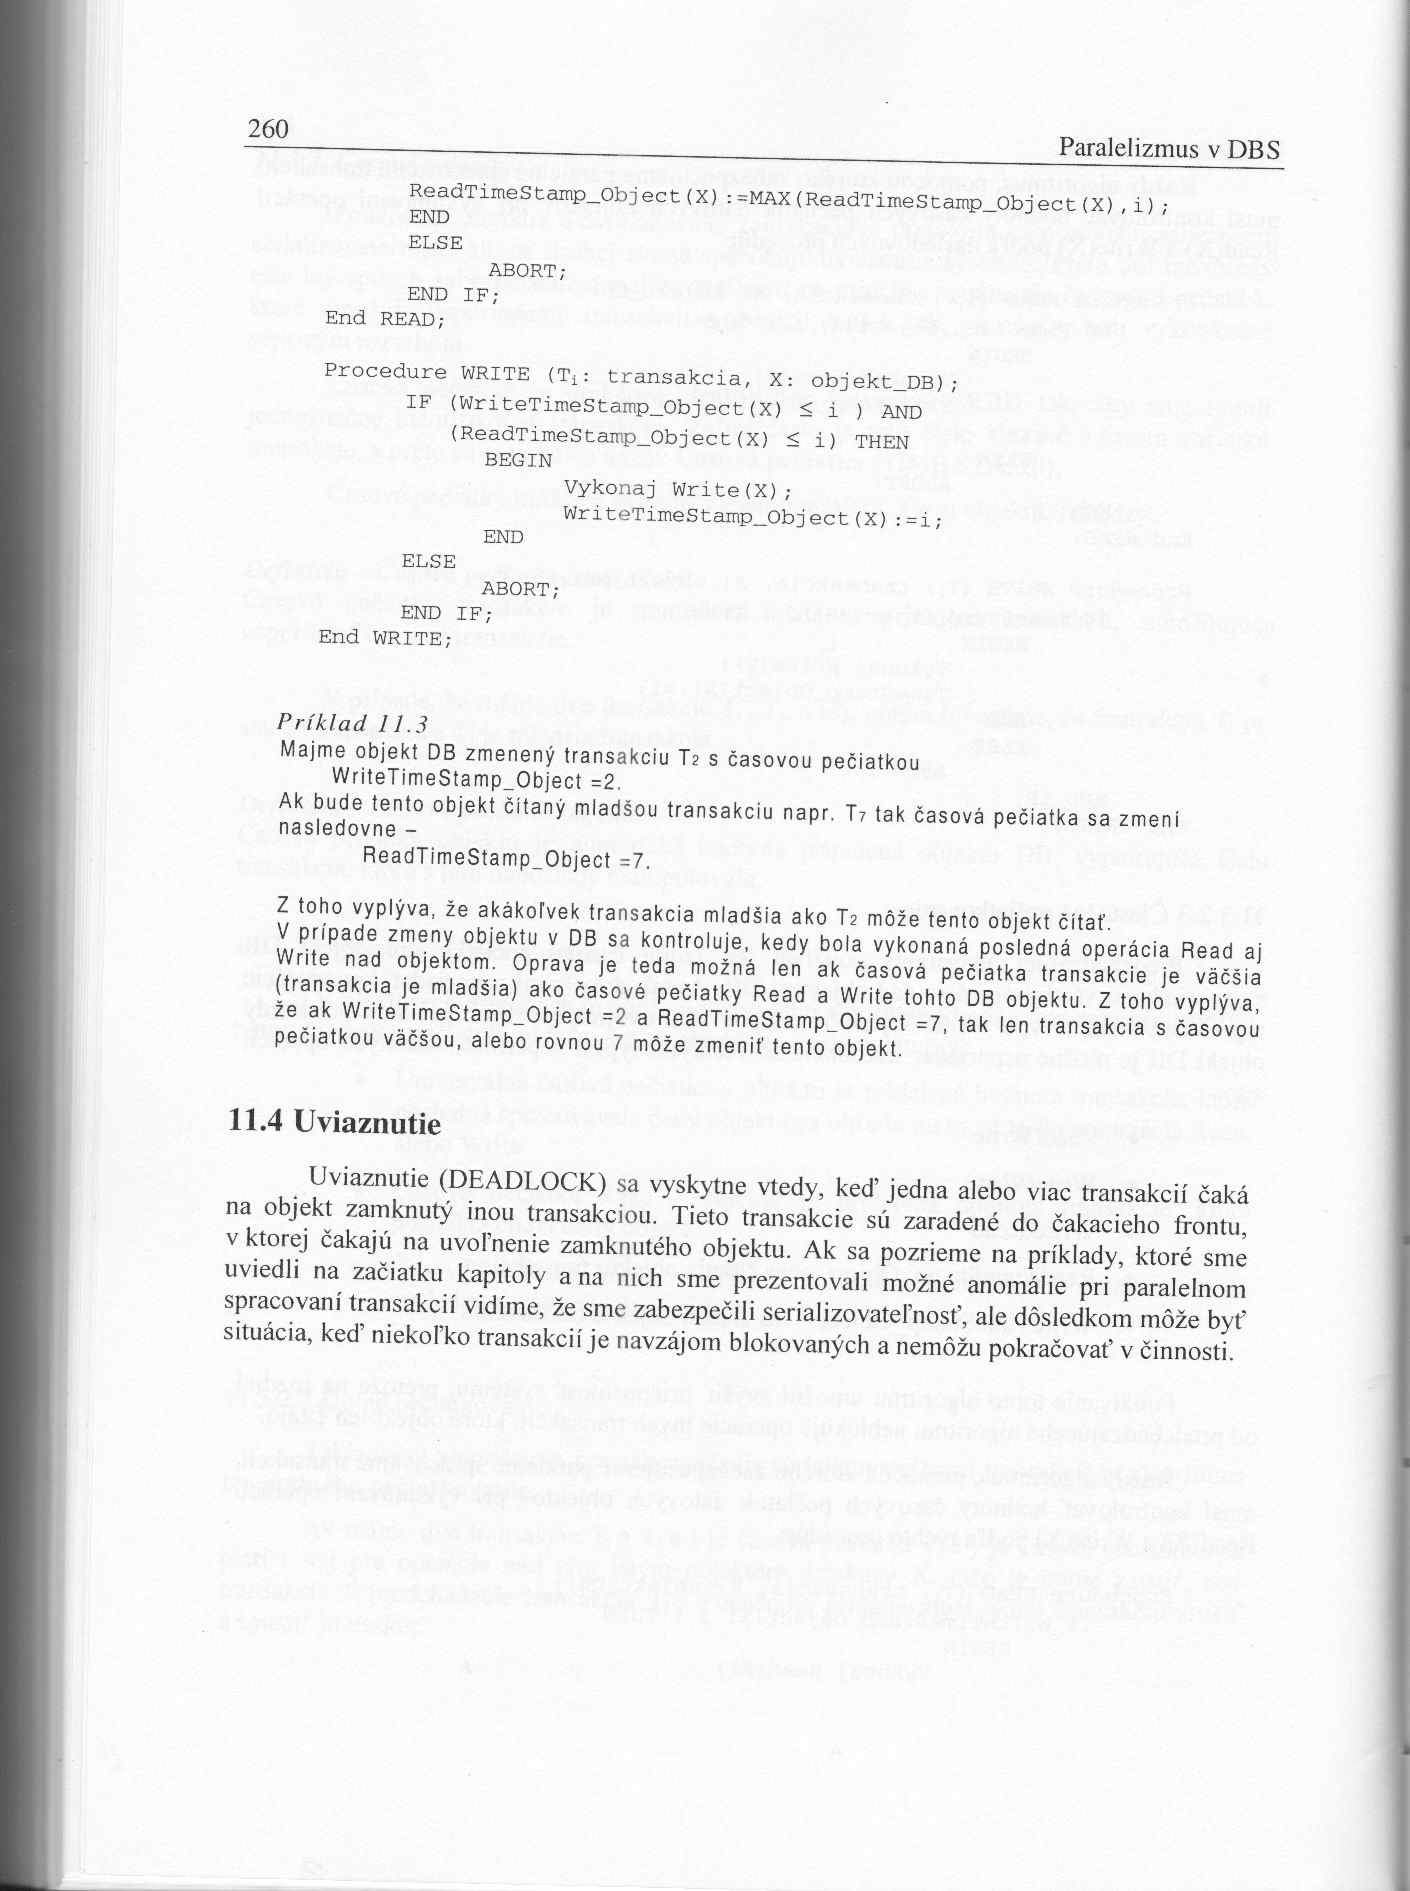 260
Paralelizmus v DBS
ReadTimeStamp_Object(X):=MAX(ReadTimeStamp_Object(X),i);
END
ELSE
ABORT;
END IF;
End READ;
Procedure WRITE (Ti: transakcia, X: objekt_DB);
IF (WriteTimeStamp_Object(X) ≤ i ) AND
(ReadTimeStamp_Object(X) ≤ i) THEN
BEGIN
Vykonaj Write(X);
WriteTimeStamp_Object(X):=i;
END
ELSE
ABORT;
END IF;
End WRITE;
Príklad 11.3
Majme objekt DB zmenený transakciu T2 s časovou pečiatkou
WriteTimeStamp_Object =2.
Ak bude tento objekt čítaný mladšou transakciu napr. T7 tak časová pečiatka sa zmení
nasledovne –
ReadTimeStamp_Object =7.
Z toho vyplýva, že akákoľvek transakcia mladšia ako T2 môže tento objekt čítať.
V prípade zmeny objektu v DB sa kontroluje, kedy bola vykonaná posledná operácia Read aj
Write nad objektom. Oprava je teda možná len ak časová pečiatka transakcie je väčšia
(transakcia je mladšia) ako časové pečiatky Read a Write tohto DB objektu. Z toho vyplýva,
že ak WriteTimeStamp_Object =2 a ReadTimeStamp_Object =7, tak len transakcia s časovou
pečiatkou väčšou, alebo rovnou 7 môže zmeniť tento objekt.
11.4 Uviaznutie
Uviaznutie (DEADLOCK) sa vyskytne vtedy, keď jedna alebo viac transakcií čaká
na objekt zamknutý inou transakciou. Tieto transakcie sú zaradené do čakacieho frontu,
v ktorej čakajú na uvoľnenie zamknutého objektu. Ak sa pozrieme na príklady, ktoré sme
uviedli na začiatku kapitoly a na nich sme prezentovali možné anomálie pri paralelnom
spracovaní transakcií vidíme, že sme zabezpečili serializovateľnosť, ale dôsledkom môže byť
situácia, keď niekoľko transakcií je navzájom blokovaných a nemôžu pokračovať v činnosti.